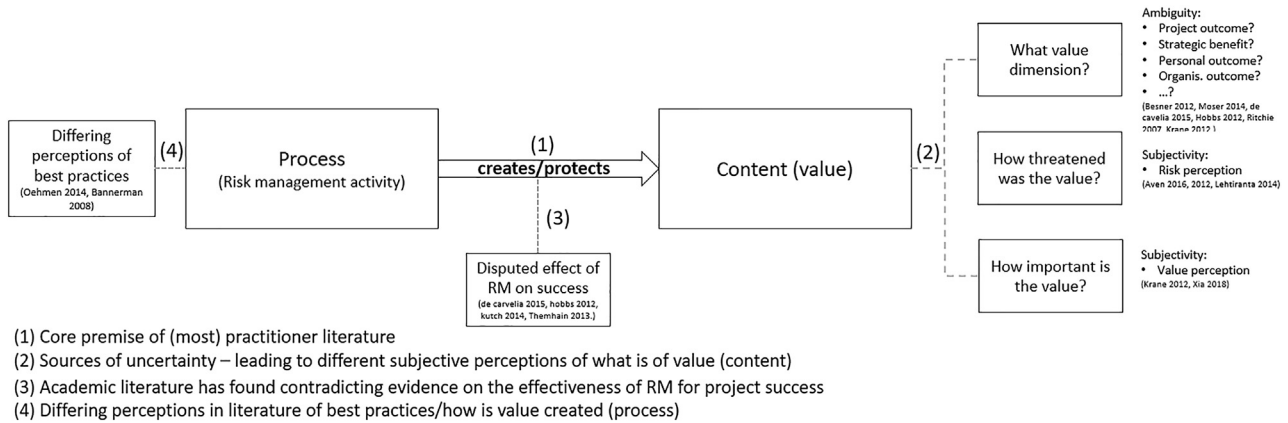 Differing
perceptions of
best practices
(Oehmen 2014, Bannerman
2008)
(4)
Process
(Risk management activity)
(1)
creates/protects
(3)
Disputed effect of
RM on success
(de carvelia 2015, hobbs 2012,
kutch 2014, Themhain 2013.)
Content (value)
(2)
What value
dimension?
Ambiguity:
• Project outcome?
• Strategic benefit?
• Personal outcome?
• Organis. outcome?
• ...?
(Besner 2012, Moser 2014, de
cavelia 2015, Hobbs 2012, Ritchie
2007, Krane 2012 )
How threatened
was the value?
Subjectivity:
• Risk perception
(Aven 2016, 2012, Lehtiranta 2014)
How important is
the value?
Subjectivity:
• Value perception
(Krane 2012, Xia 2018)
(1) Core premise of (most) practitioner literature
(2) Sources of uncertainty – leading to different subjective perceptions of what is of value (content)
(3) Academic literature has found contradicting evidence on the effectiveness of RM for project success
(4) Differing perceptions in literature of best practices/how is value created (process)